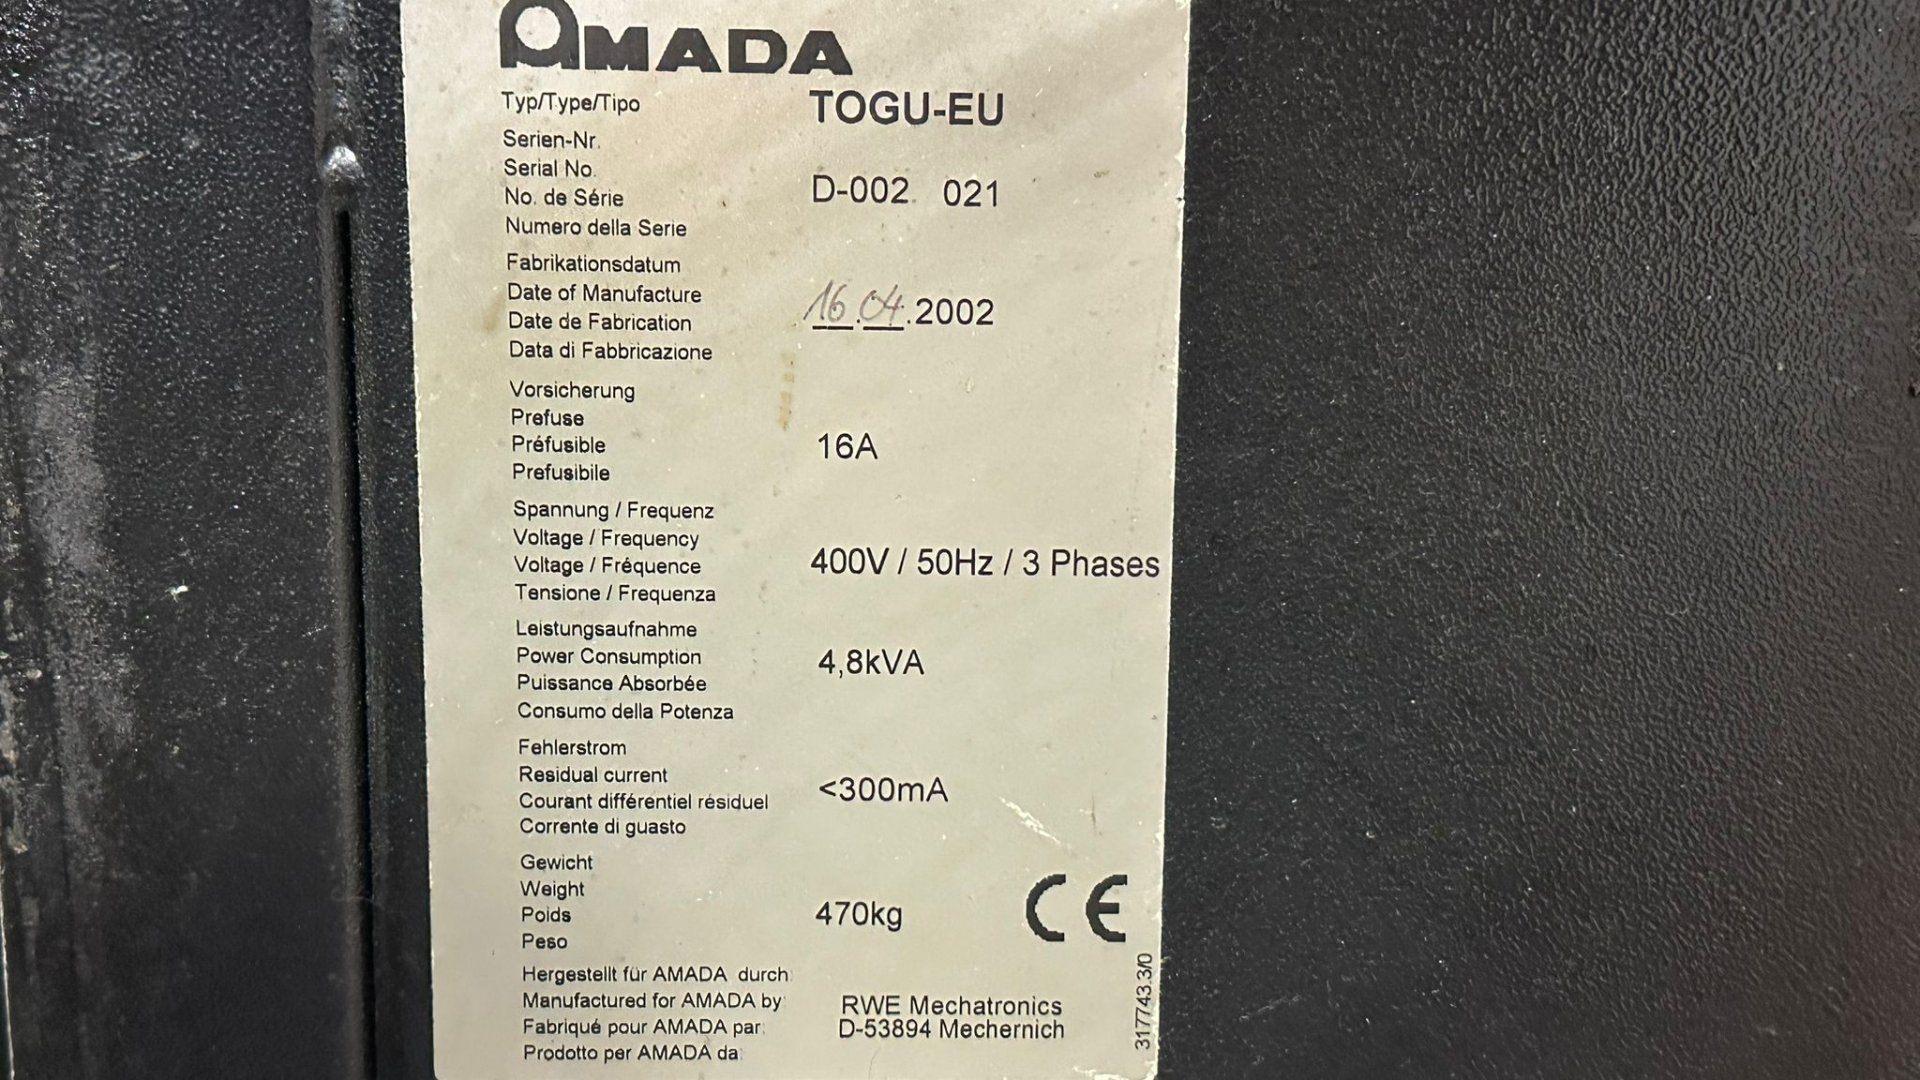 AMADA
Typ/Type/Tipo TOGU-EU
Serien-Nr.
Serial No.
No. de Série D-002 021
Numero della Serie
Fabrikationsdatum
Date of Manufacture
Date de Fabrication 16.04.2002
Data di Fabbricazione
Vorsicherung
Prefuse
Préfusible 16A
Prefusibile
Spannung / Frequenz
Voltage / Frequency
Voltage / Fréquence 400V / 50Hz / 3 Phases
Tensione / Frequenza
Leistungsaufnahme
Power Consumption 4,8kVA
Puissance Absorbée
Consumo della Potenza
Fehlerstrom
Residual current <300mA
Courant différentiel résiduel
Corrente di guasto
Gewicht
Weight
Poids 470kg CE
Peso
Hergestellt für AMADA durch:
Manufactured for AMADA by: RWE Mechatronics
Fabriqué pour AMADA par: D-53894 Mechernich
Prodotto per AMADA da:
317743.3/0